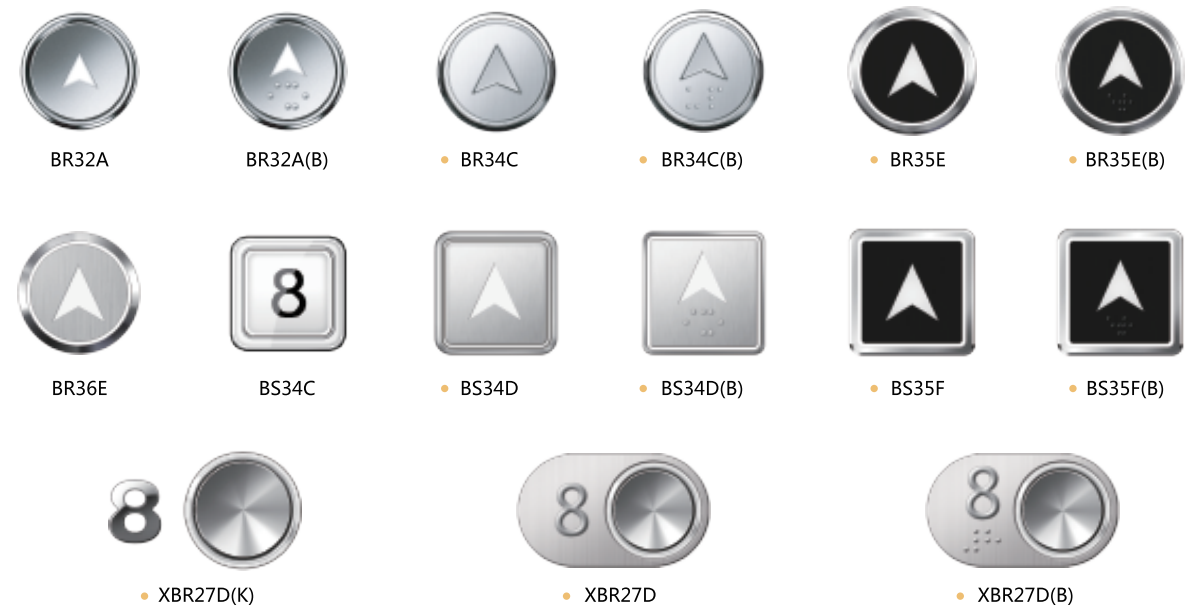 BR32A
BR32A(B)
BR34C
BR34C(B)
BR35E
BR35E(B)
8
BR36E
BS34C
BS34D
BS34D(B)
BS35F
BS35F(B)
8
8
8
XBR27D(K)
XBR27D
XBR27D(B)